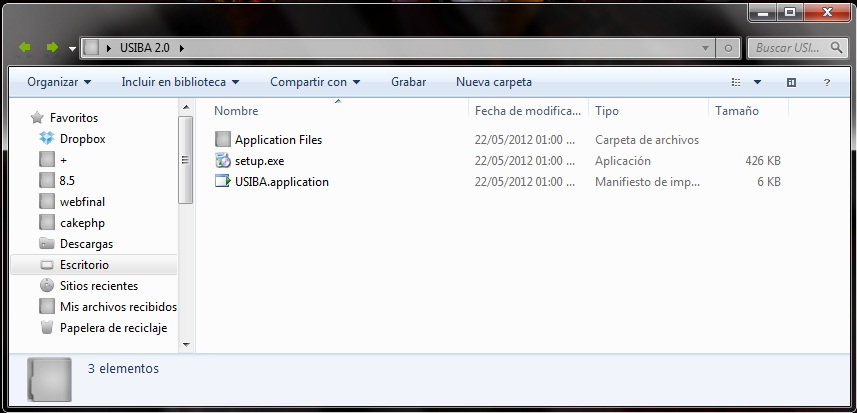 USIBA 2.0
Buscar USI...
Organizar
Incluir en biblioteca
Compartir con
Grabar
Nueva carpeta
?
Favoritos
Dropbox
+
8.5
webfinal
cakephp
Descargas
Escritorio
Sitios recientes
Mis archivos recibidos
Papelera de reciclaje
Nombre Fecha de modifica... Tipo Tamaño
Application Files 22/05/2012 01:00 ... Carpeta de archivos
setup.exe 22/05/2012 01:00 ... Aplicación 426 KB
USIBA.application 22/05/2012 01:00 ... Manifiesto de imp... 6 KB
3 elementos